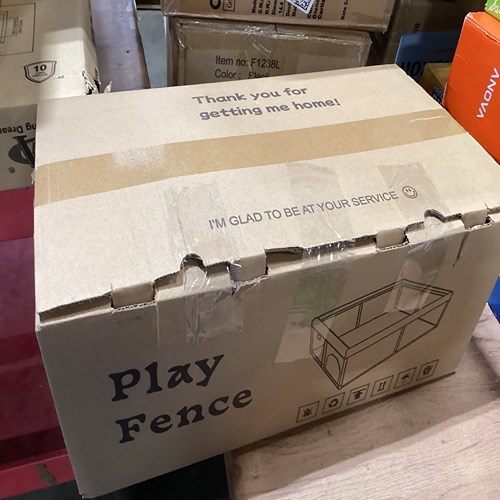 10
Item no.: F1238L
Color:
Thank you for
getting me home!
I'M GLAD TO BE AT YOUR SERVICE
Play
Fence
VAONV